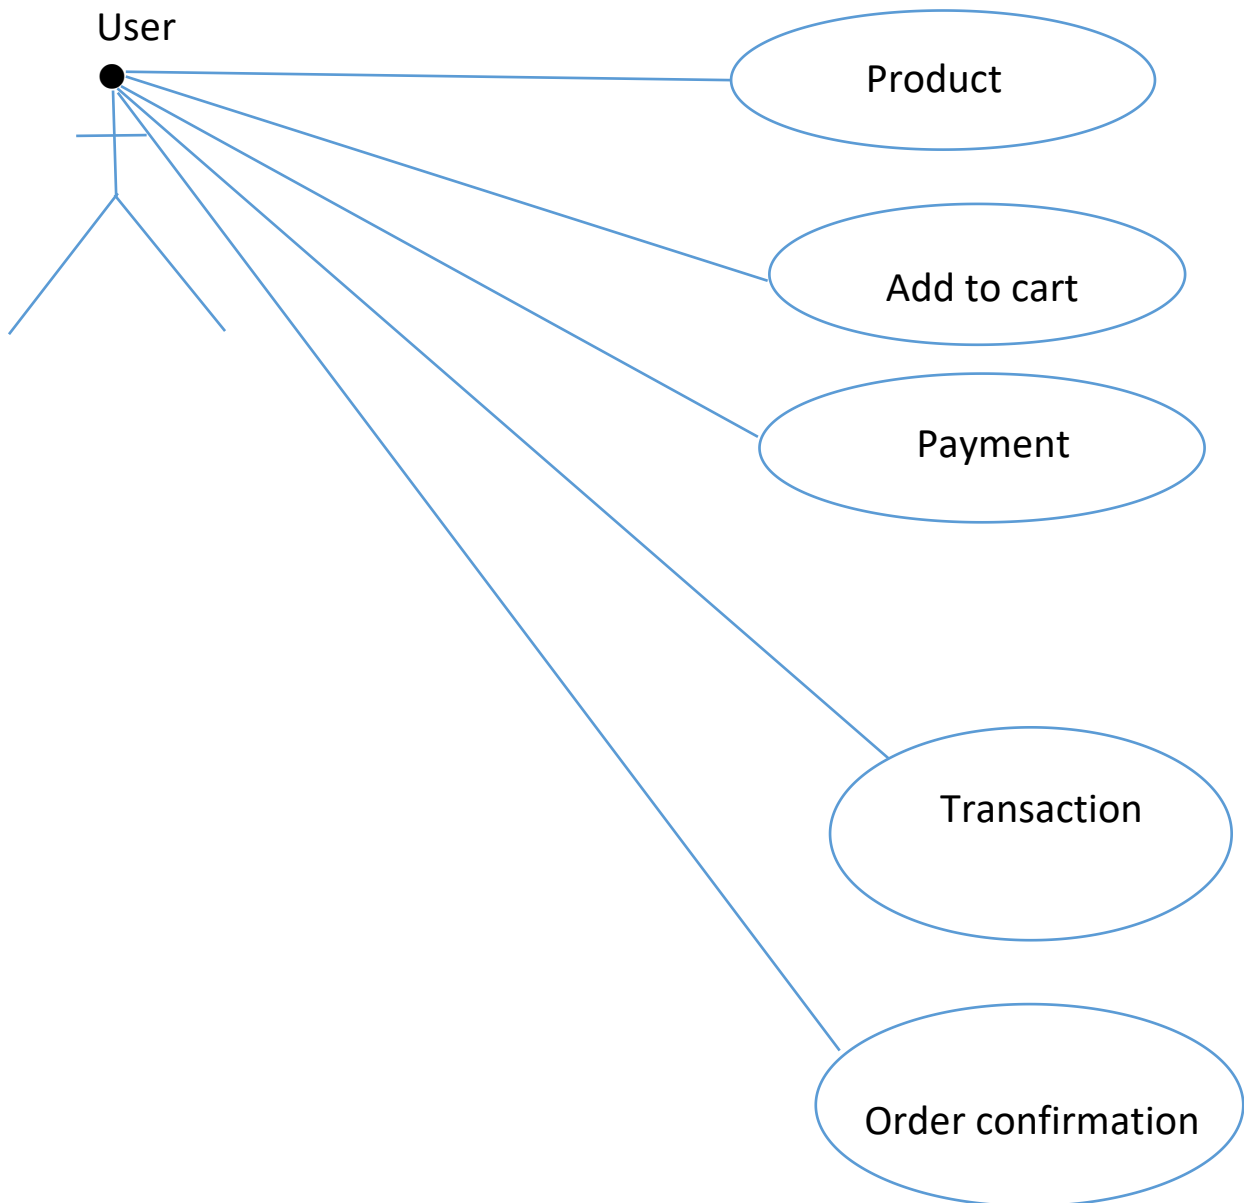 User
Product
Add to cart
Payment
Transaction
Order confirmation